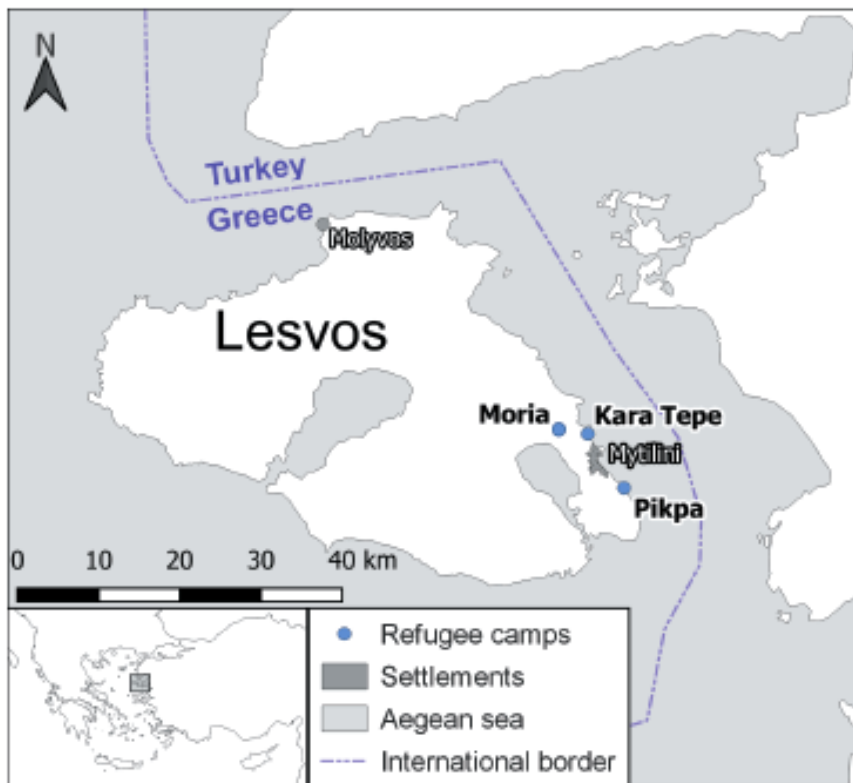 N
Turkey
Greece
Molyvos
Lesvos
Moria
Kara Tepe
Mytilini
Pikpa
0 10 20 30 40 km
Refugee camps
Settlements
Aegean sea
International border